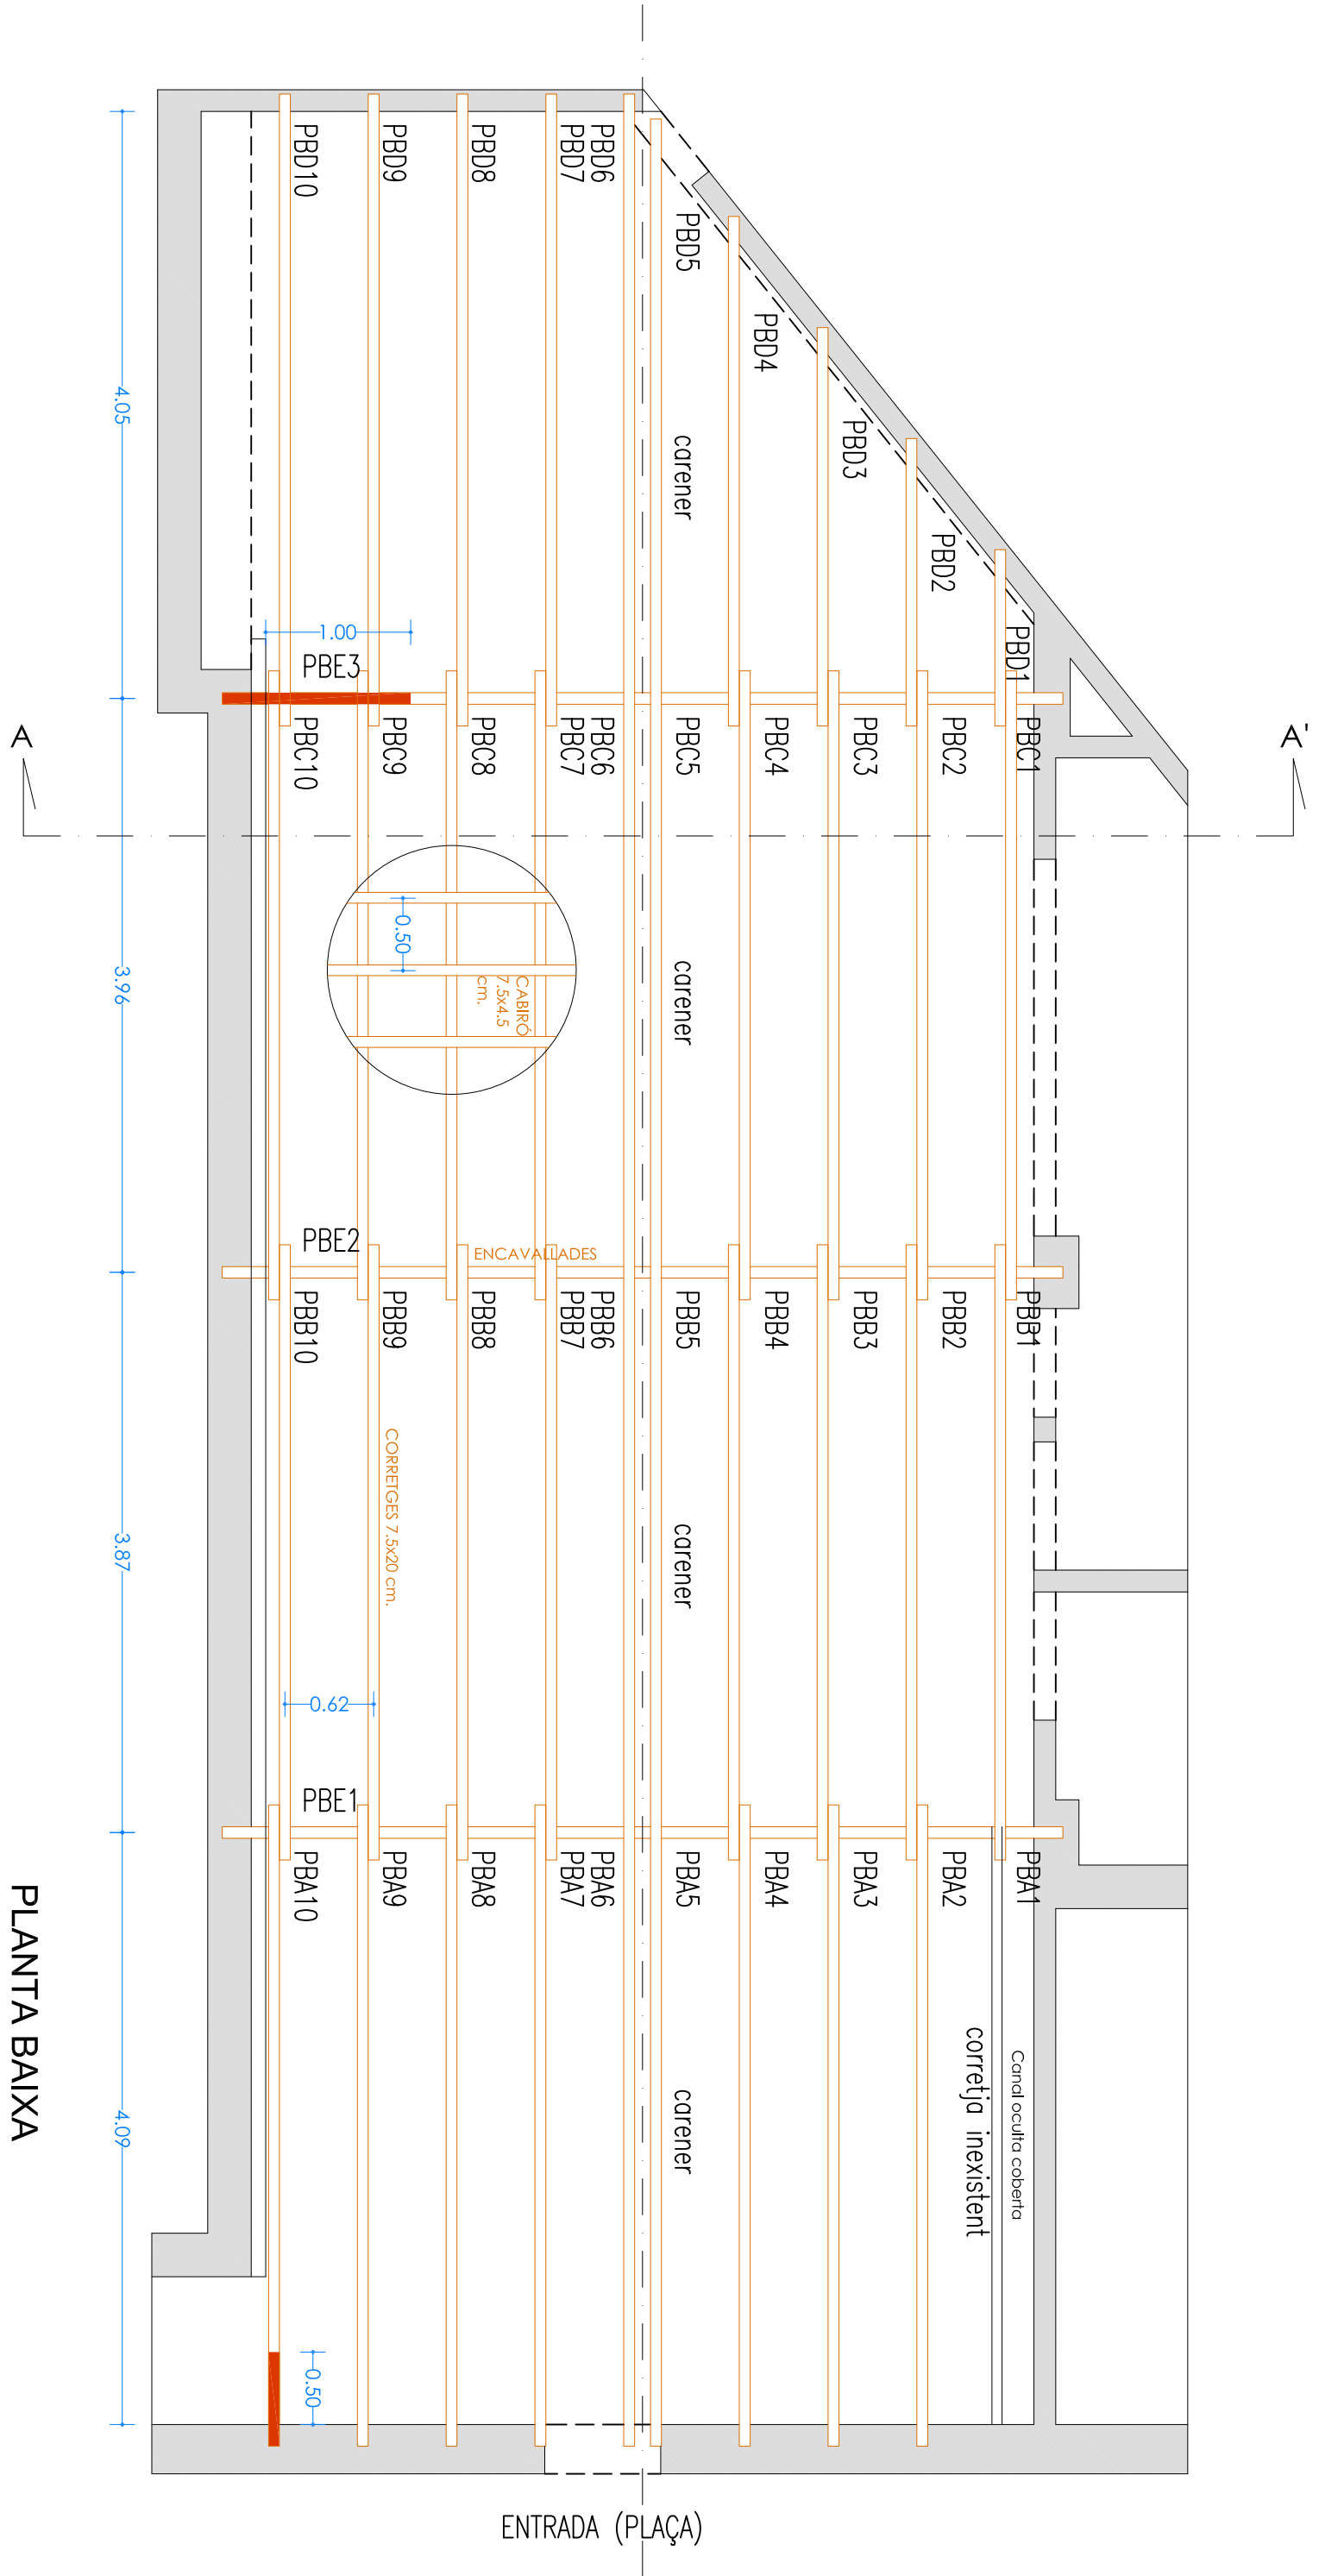 PBD10
PBD9
PBD8
PBD7
PBD6
PBD5
PBD4
PBD3
PBD2
PBD1
4.05
carener
1.00
PBE3
PBC10
PBC9
PBC8
PBC7
PBC6
PBC5
PBC4
PBC3
PBC2
PBC1
A
A'
0.50
CABIRÓ
7.5x4.5
cm.
3.96
carener
PBE2
ENCAVALLADES
PBB10
PBB9
PBB8
PBB7
PBB6
PBB5
PBB4
PBB3
PBB2
PBB1
CORRETGES 7.5x20 cm.
3.87
carener
0.62
PBE1
PBA10
PBA9
PBA8
PBA7
PBA6
PBA5
PBA4
PBA3
PBA2
PBA1
4.09
carener
corretja inexistent
Canal oculta coberta
0.50
PLANTA BAIXA
ENTRADA (PLAÇA)